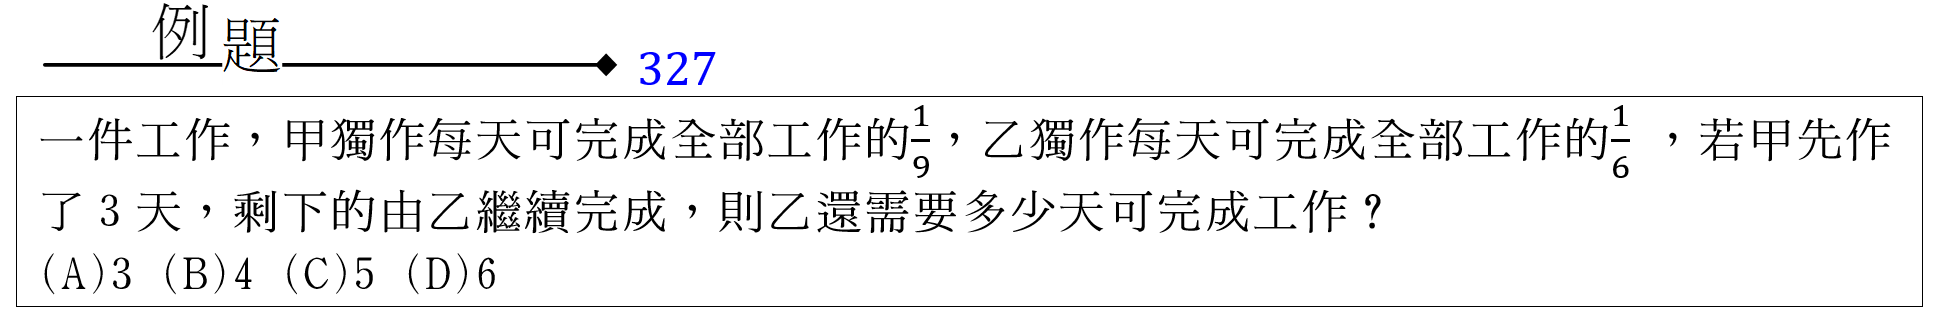 例題 327
一件工作，甲獨作每天可完成全部工作的1/9，乙獨作每天可完成全部工作的1/6 ，若甲先作
了 3 天，剩下的由乙繼續完成，則乙還需要多少天可完成工作？
(A)3 (B)4 (C)5 (D)6